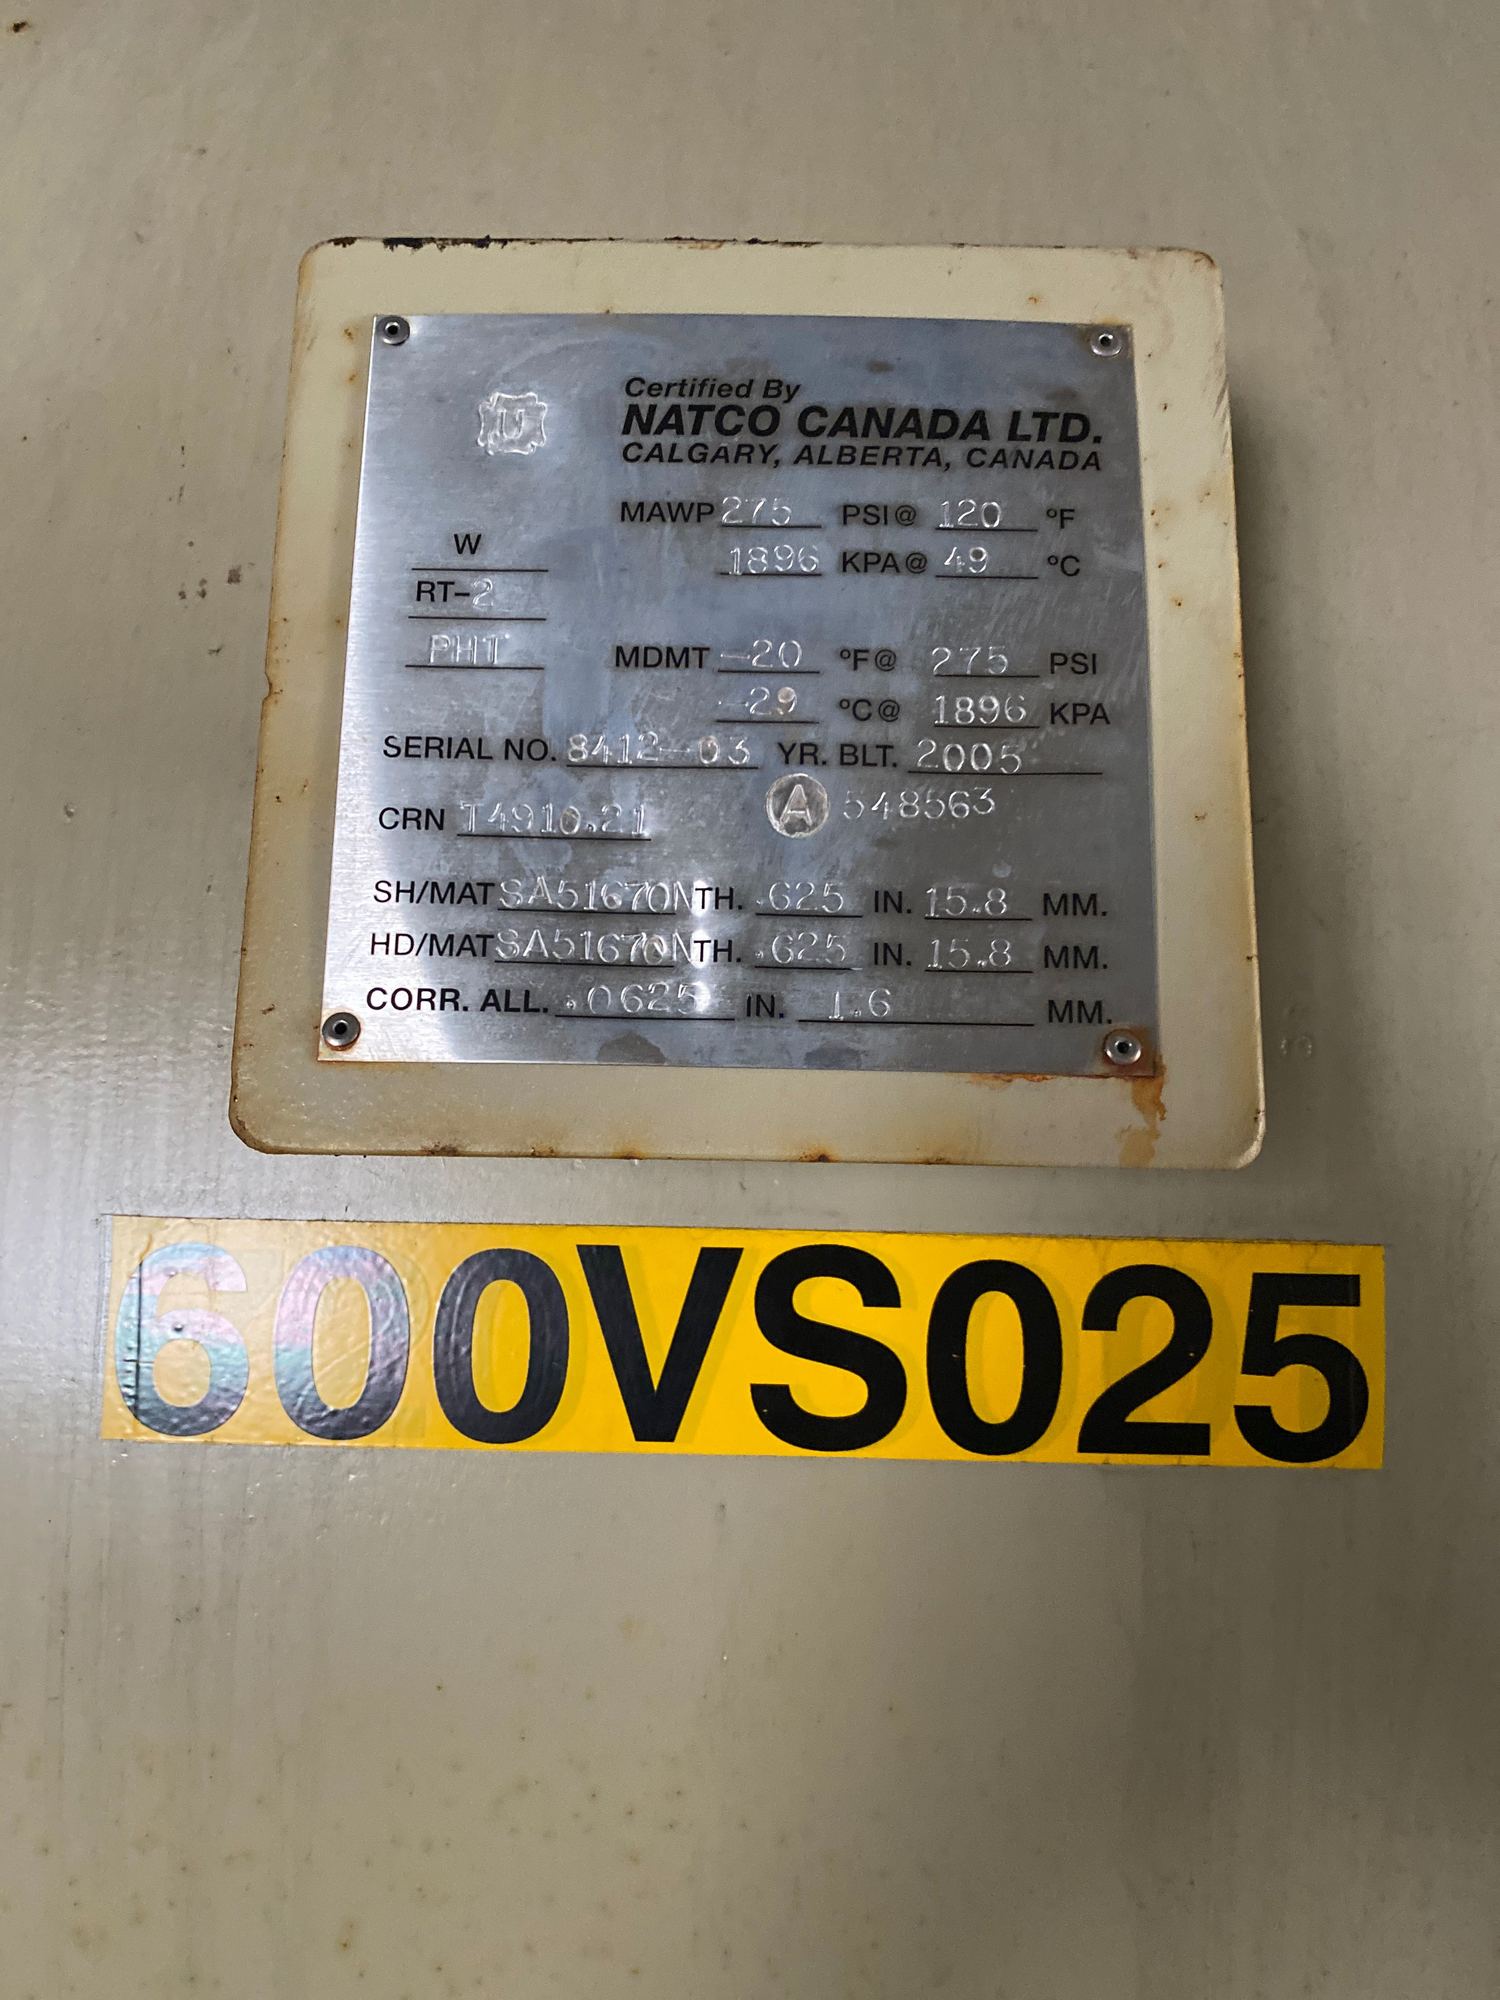 U
Certified By
NATCO CANADA LTD.
CALGARY, ALBERTA, CANADA
MAWP 275 PSI@ 120 °F
W
1896 KPA@ 49 °C
RT-2
PHT
MDMT -20 °F@ 275 PSI
-29 °C@ 1896 KPA
SERIAL NO. 8412-03 YR. BLT. 2005
CRN T4910.21 A 548563
SH/MAT SA51670N TH. .625 IN. 15.8 MM.
HD/MAT SA51670N TH. .625 IN. 15.8 MM.
CORR. ALL. .0625 IN. 1.6 MM.
600VS025